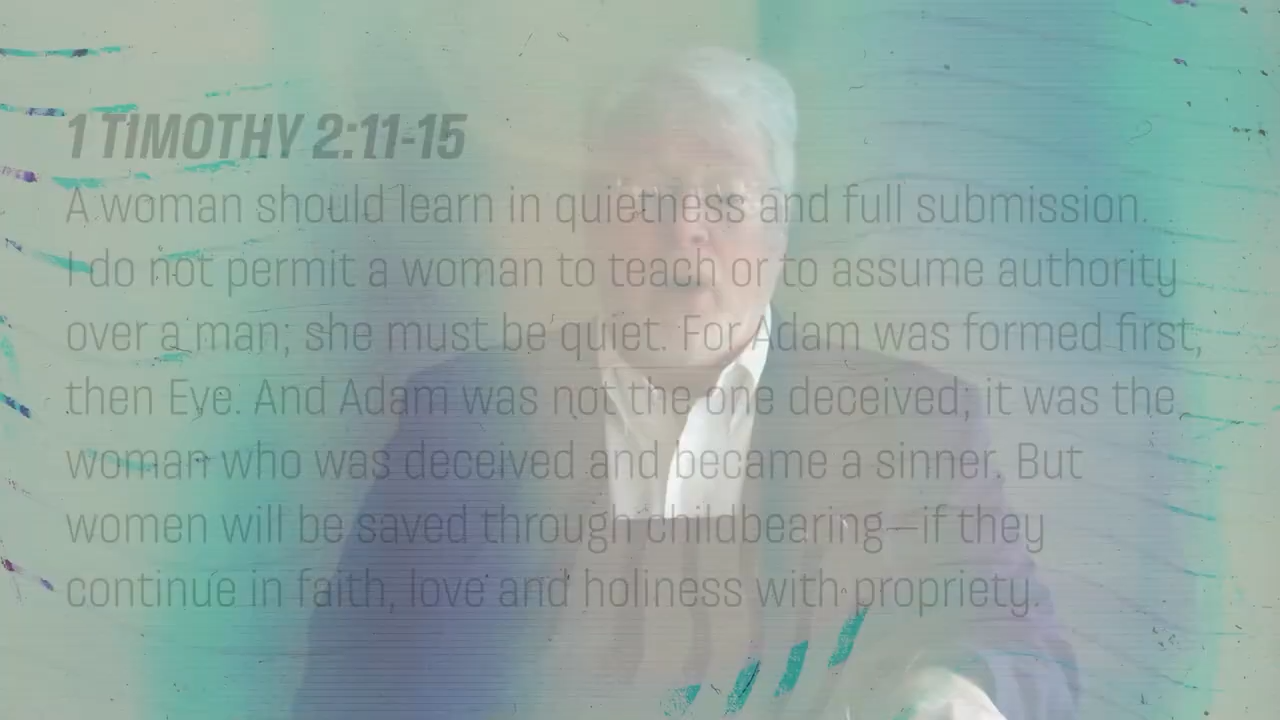 1 TIMOTHY 2:11-15
A woman should learn in quietness and full submission.
I do not permit a woman to teach or to assume authority
over a man; she must be quiet. For Adam was formed first,
then Eve. And Adam was not the one deceived; it was the
woman who was deceived and became a sinner. But
women will be saved through childbearing—if they
continue in faith, love and holiness with propriety.